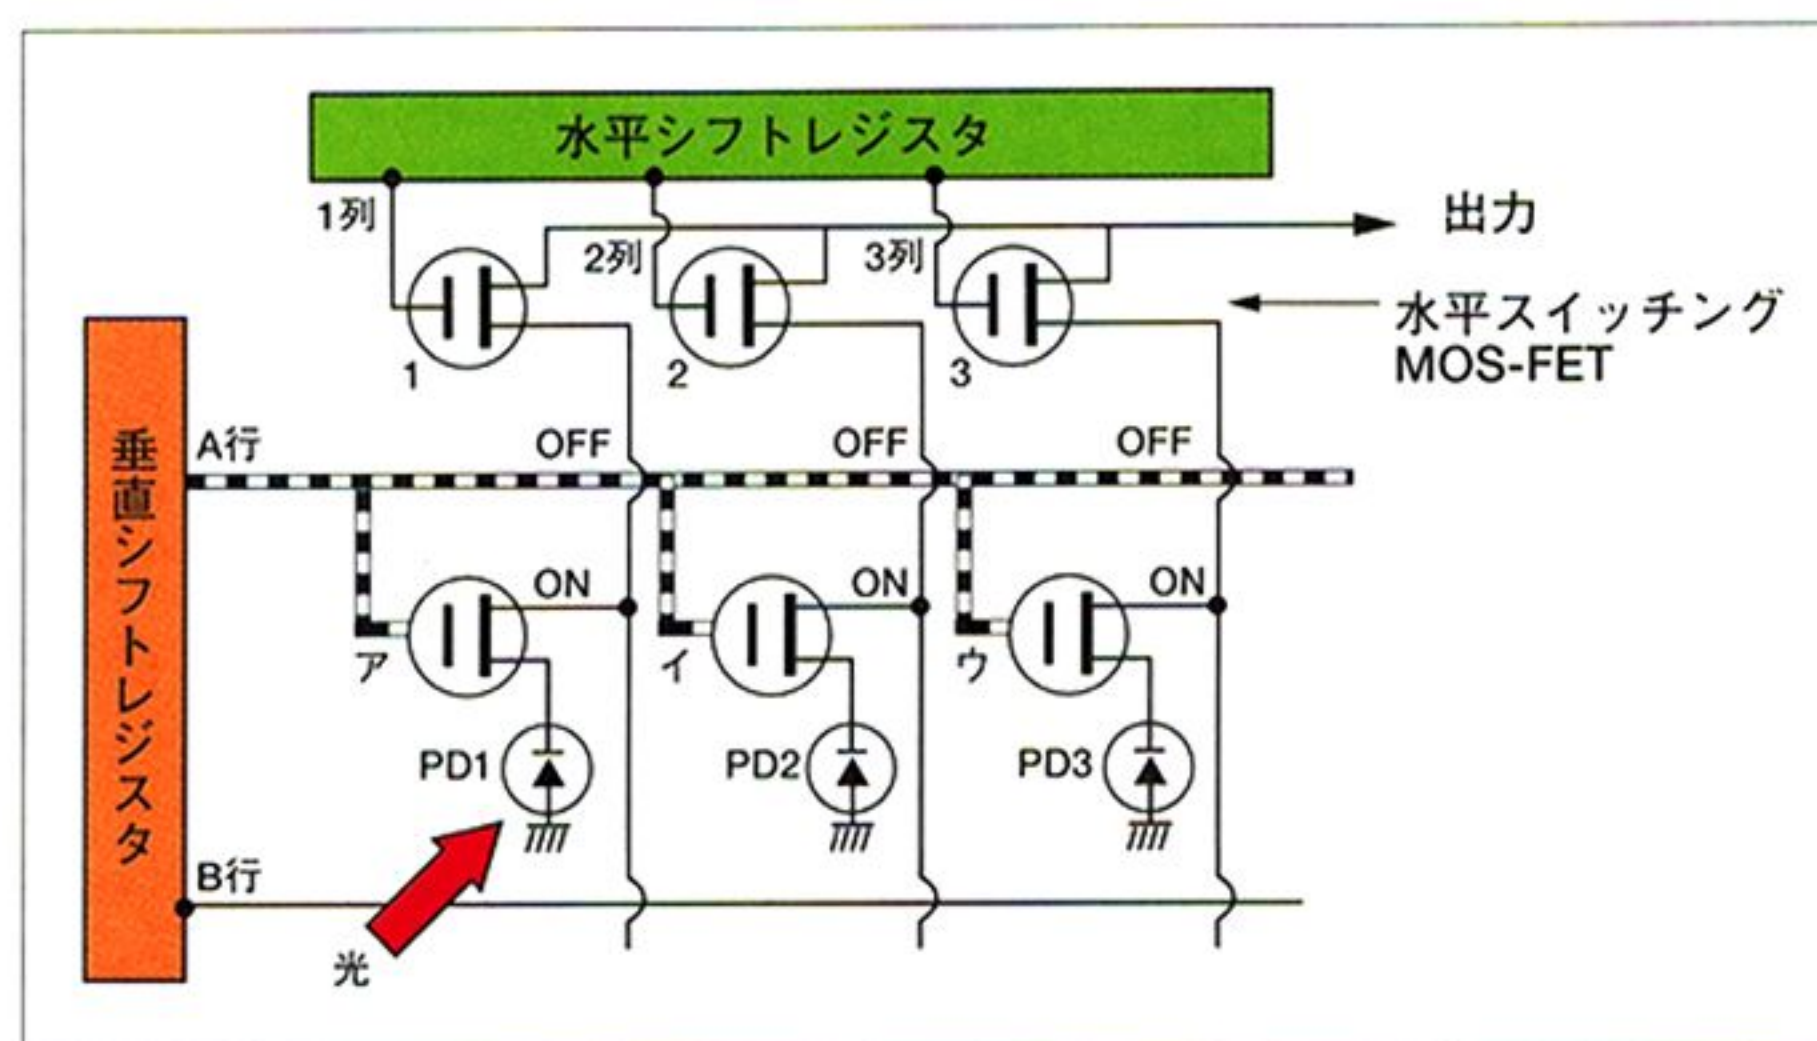 水平シフトレジスタ
1列
2列
3列
出力
水平スイッチング
MOS-FET
1
2
3
垂直シフトレジスタ
A行
OFF
OFF
OFF
ON
ON
ON
ア
イ
ウ
PD1
PD2
PD3
B行
光